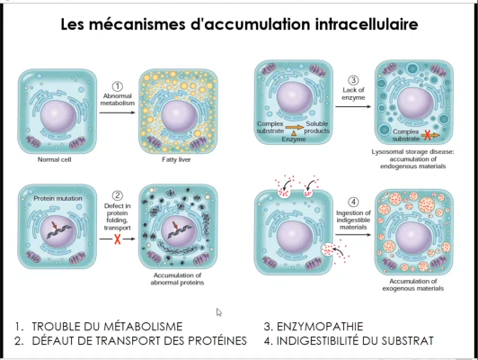 Les mécanismes d'accumulation intracellulaire
1
Abnormal
metabolism
Normal cell
Fatty liver
3
Lack of
enzyme
Complex
substrate
Soluble
products
Enzyme
Complex
substrate
Lysosomal storage disease:
accumulation of
endogenous materials
Protein mutation
2
Defect in
protein
folding,
transport
Accumulation of
abnormal proteins
4
Ingestion of
indigestible
materials
Accumulation of
exogenous materials
1. TROUBLE DU MÉTABOLISME
2. DÉFAUT DE TRANSPORT DES PROTÉINES
3. ENZYMOPATHIE
4. INDIGESTIBILITÉ DU SUBSTRAT